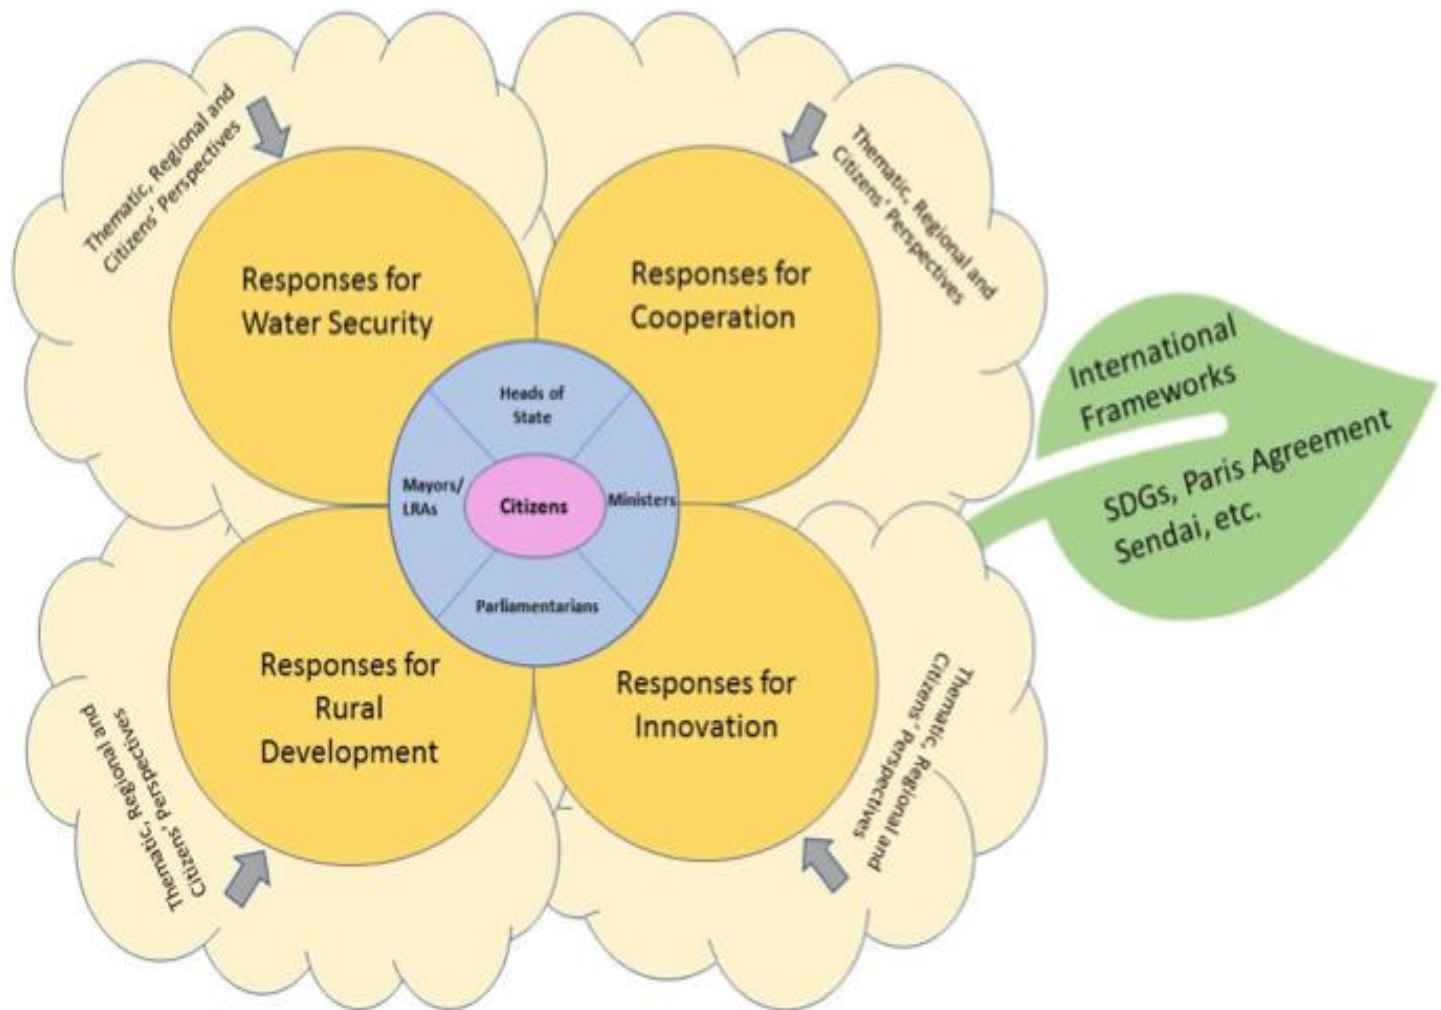 Thematic, Regional and
Citizens' Perspectives
Thematic, Regional and
Citizens' Perspectives
Responses for
Water Security
Responses for
Cooperation
International
Frameworks
SDGs, Paris Agreement
Sendai, etc.
Heads of
State
Mayors/
LRAs
Citizens
Ministers
Parliamentarians
Responses for
Rural
Development
Responses for
Innovation
Thematic, Regional and
Citizens' Perspectives
Thematic, Regional and
Citizens' Perspectives